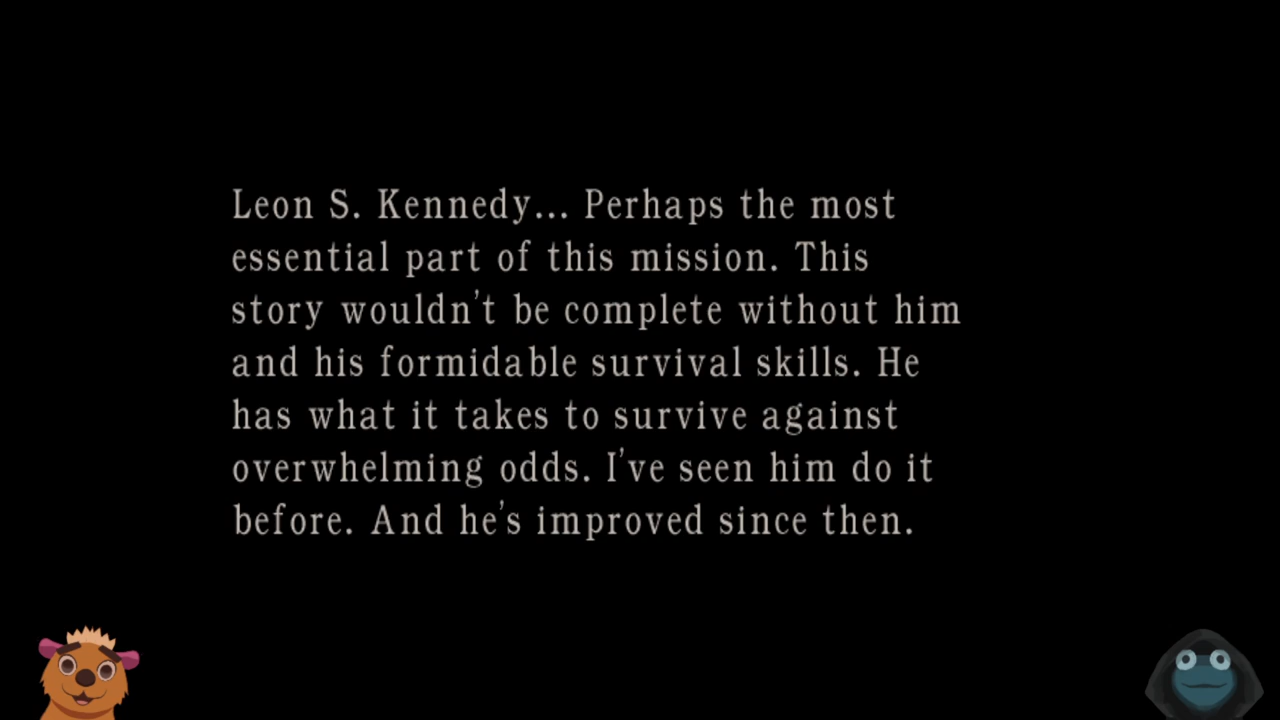 Leon S. Kennedy... Perhaps the most
essential part of this mission. This
story wouldn't be complete without him
and his formidable survival skills. He
has what it takes to survive against
overwhelming odds. I've seen him do it
before. And he's improved since then.